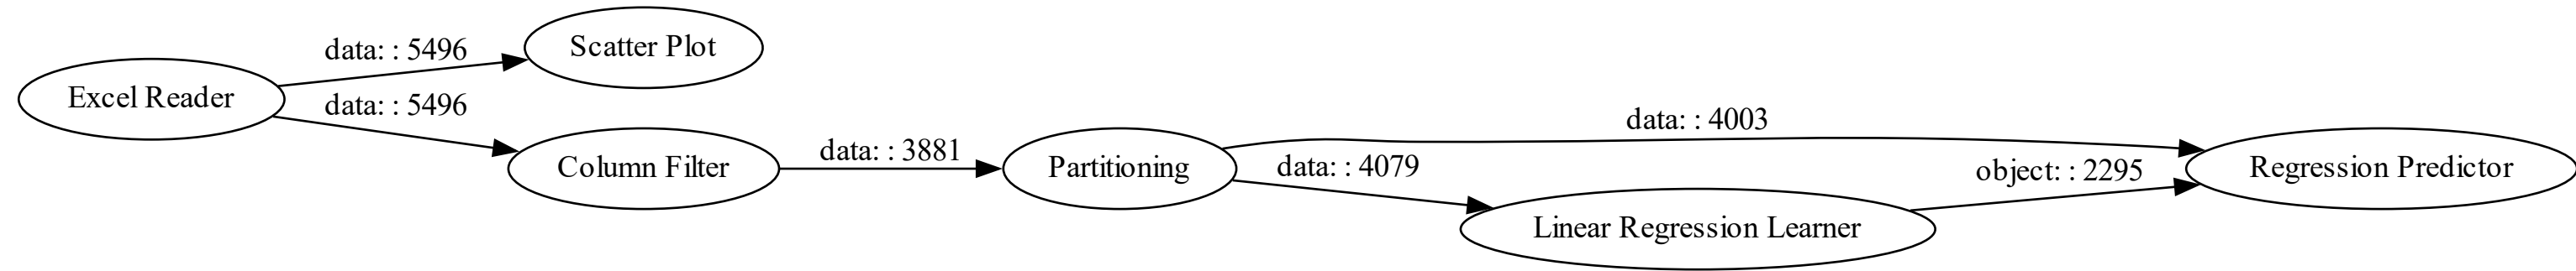 Excel Reader
data: : 5496
Scatter Plot
data: : 5496
Column Filter
data: : 3881
Partitioning
data: : 4003
data: : 4079
Linear Regression Learner
object: : 2295
Regression Predictor